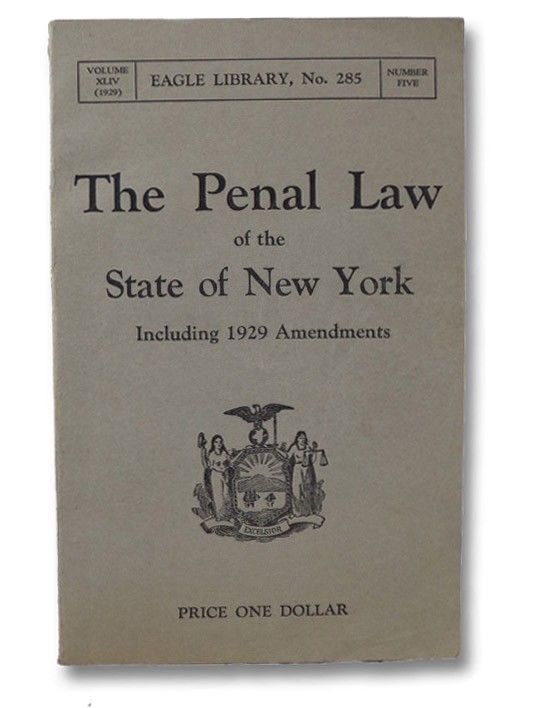 VOLUME
XLIV
(1929)
EAGLE LIBRARY, No. 285
NUMBER
FIVE
The Penal Law
of the
State of New York
Including 1929 Amendments
EXCELSIOR
PRICE ONE DOLLAR